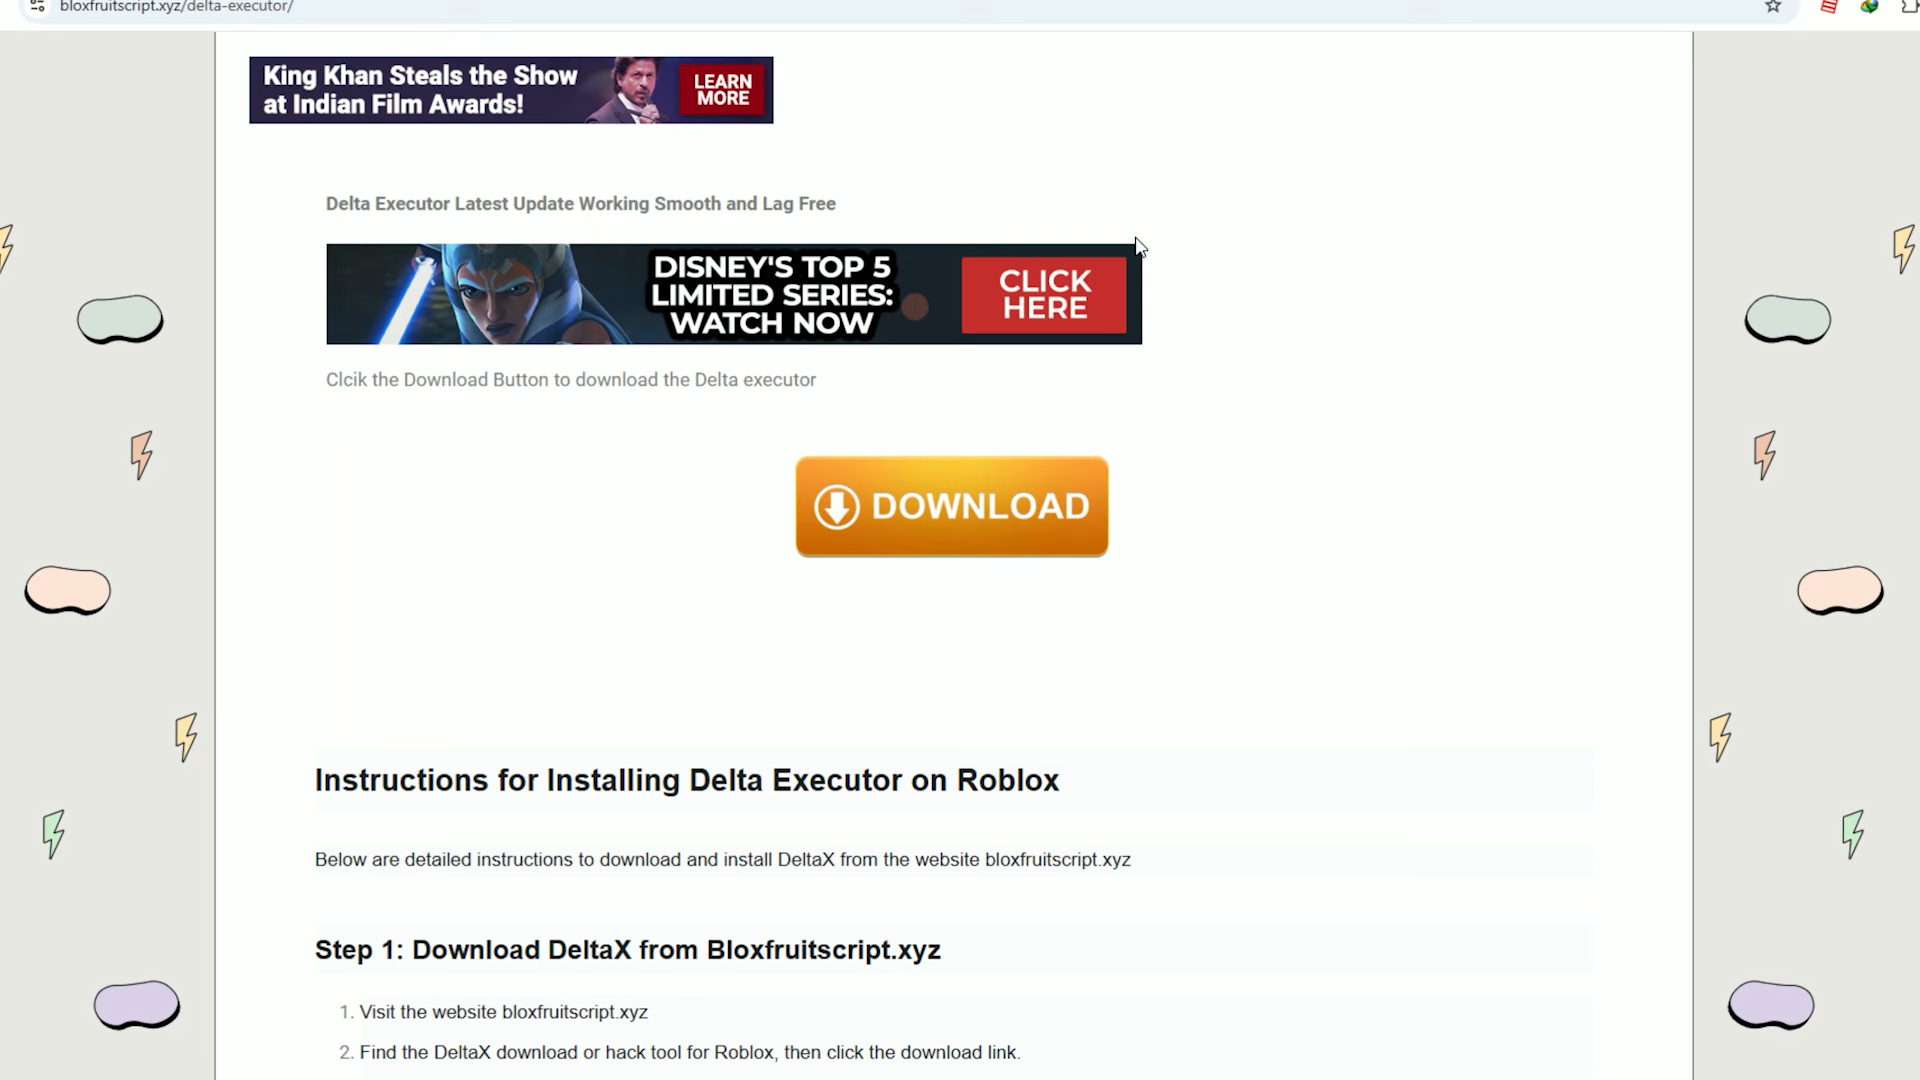 bloxfruitscript.xyz/delta-executor/
King Khan Steals the Show
at Indian Film Awards!
LEARN
MORE
Delta Executor Latest Update Working Smooth and Lag Free
DISNEY'S TOP 5
LIMITED SERIES:
WATCH NOW
CLICK
HERE
Clcik the Download Button to download the Delta executor
DOWNLOAD
Instructions for Installing Delta Executor on Roblox
Below are detailed instructions to download and install DeltaX from the website bloxfruitscript.xyz
Step 1: Download DeltaX from Bloxfruitscript.xyz
1. Visit the website bloxfruitscript.xyz
2. Find the DeltaX download or hack tool for Roblox, then click the download link.